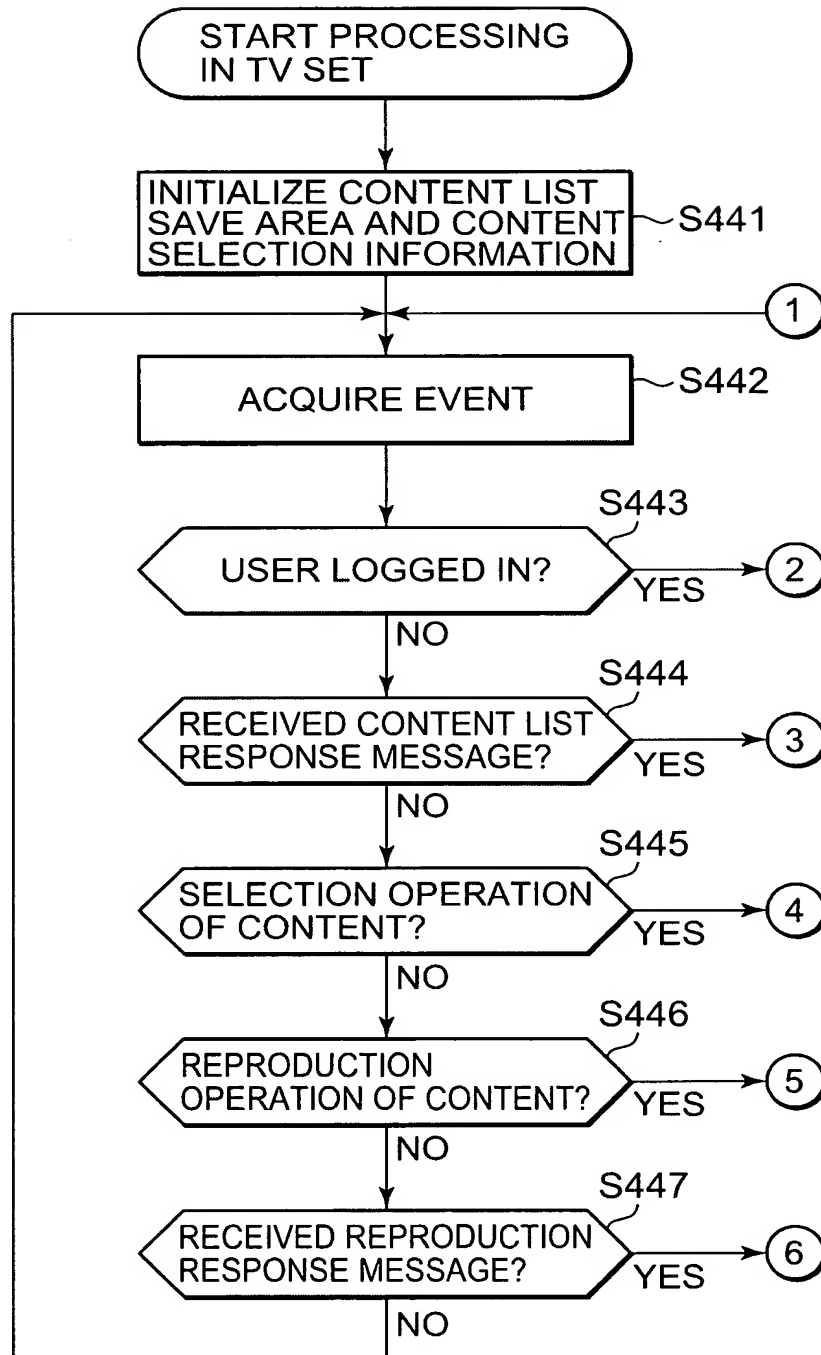 START PROCESSING
IN TV SET
INITIALIZE CONTENT LIST
SAVE AREA AND CONTENT
SELECTION INFORMATION
S441
1
ACQUIRE EVENT
S442
S443
USER LOGGED IN?
YES
2
NO
S444
RECEIVED CONTENT LIST
RESPONSE MESSAGE?
YES
3
NO
S445
SELECTION OPERATION
OF CONTENT?
YES
4
NO
S446
REPRODUCTION
OPERATION OF CONTENT?
YES
5
NO
S447
RECEIVED REPRODUCTION
RESPONSE MESSAGE?
YES
6
NO